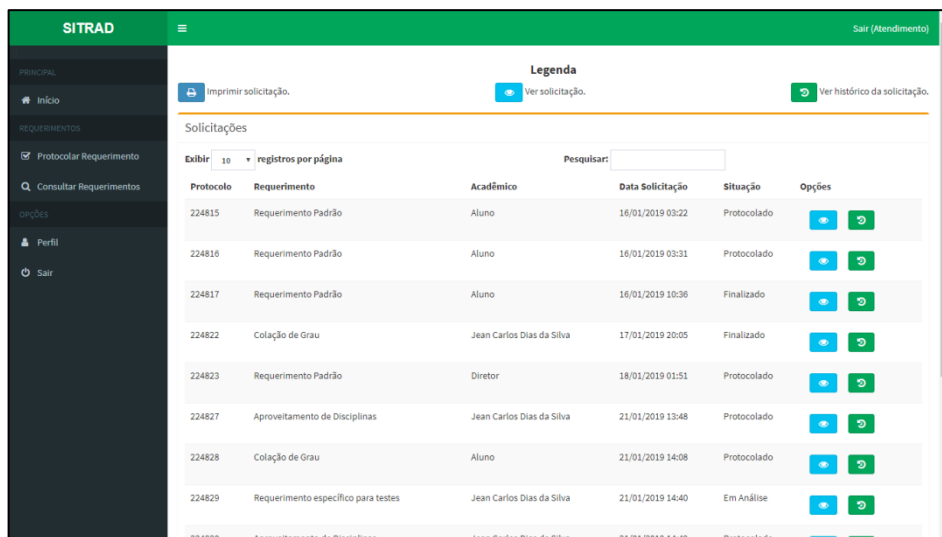 SITRAD
Sair (Atendimento)
PRINCIPAL
Início
REQUERIMENTOS
Protocolar Requerimento
Consultar Requerimentos
OPÇÕES
Perfil
Sair
Legenda
Imprimir solicitação. Ver solicitação. Ver histórico da solicitação.
Solicitações
Exibir 10 registros por página Pesquisar:
Protocolo Requerimento Acadêmico Data Solicitação Situação Opções
224815 Requerimento Padrão Aluno 16/01/2019 03:22 Protocolado
224816 Requerimento Padrão Aluno 16/01/2019 03:31 Protocolado
224817 Requerimento Padrão Aluno 16/01/2019 10:36 Finalizado
224822 Colação de Grau Jean Carlos Dias da Silva 17/01/2019 20:05 Finalizado
224823 Requerimento Padrão Diretor 18/01/2019 01:51 Protocolado
224827 Aproveitamento de Disciplinas Jean Carlos Dias da Silva 21/01/2019 13:48 Protocolado
224828 Colação de Grau Aluno 21/01/2019 14:08 Protocolado
224829 Requerimento específico para testes Jean Carlos Dias da Silva 21/01/2019 14:40 Em Análise